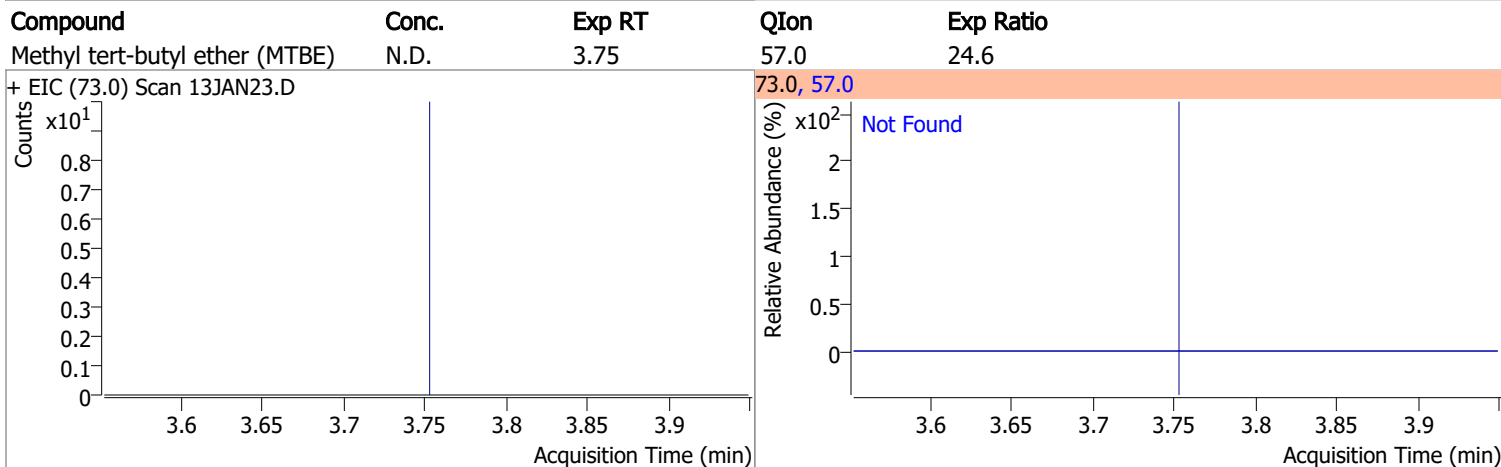 Compound Conc. Exp RT QIon Exp Ratio
Methyl tert-butyl ether (MTBE) N.D. 3.75 57.0 24.6
+ EIC (73.0) Scan 13JAN23.D
Counts
x10¹
0.8
0.7
0.6
0.5
0.4
0.3
0.2
0.1
0
3.6 3.65 3.7 3.75 3.8 3.85 3.9
Acquisition Time (min)
73.0, 57.0
Relative Abundance (%)
x10²
Not Found
2
1.5
1
0.5
0
3.6 3.65 3.7 3.75 3.8 3.85 3.9
Acquisition Time (min)